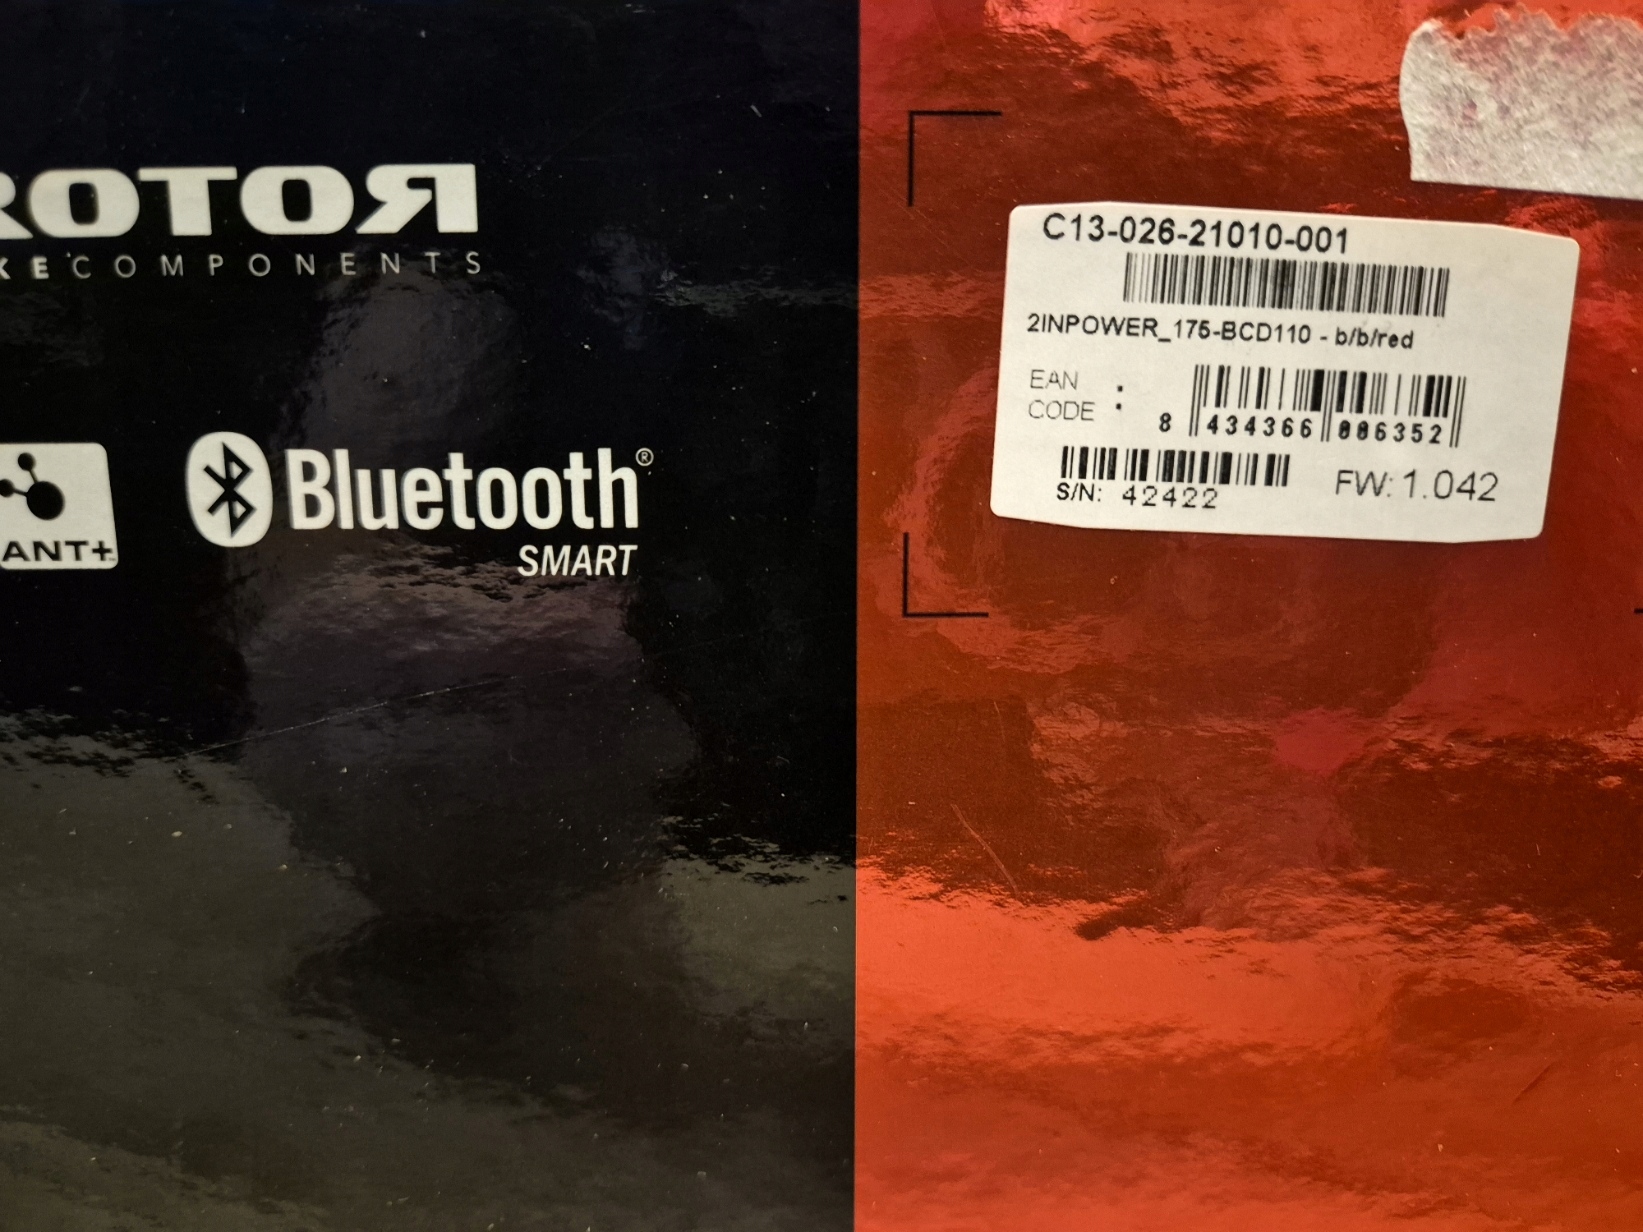 ROTOR
KECOMPONENTS
ANT+
Bluetooth®
SMART
C13-026-21010-001
2INPOWER_175-BCD110 - b/b/red
EAN CODE :
8 434366 006352
S/N: 42422
FW: 1.042